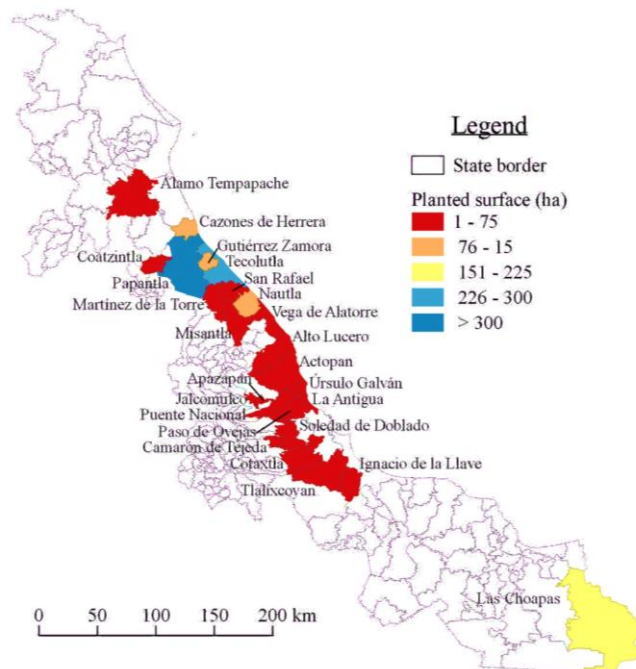 Legend
State border
Planted surface (ha)
1 - 75
76 - 15
151 - 225
226 - 300
> 300
Alamo Tempapache
Cazones de Herrera
Gutiérrez Zamora
Coatzintla
Tecolutla
Papantla
San Rafael
Nautla
Martínez de la Torre
Vega de Alatorre
Misantla
Alto Lucero
Actopan
Apazapán
Úrsulo Galván
Jalcomulco
La Antigua
Puente Nacional
Soledad de Doblado
Paso de Ovejas
Camarón de Tejeda
Cotaxtla
Ignacio de la Llave
Tlalixcoyan
Las Choapas
0 50 100 150 200 km